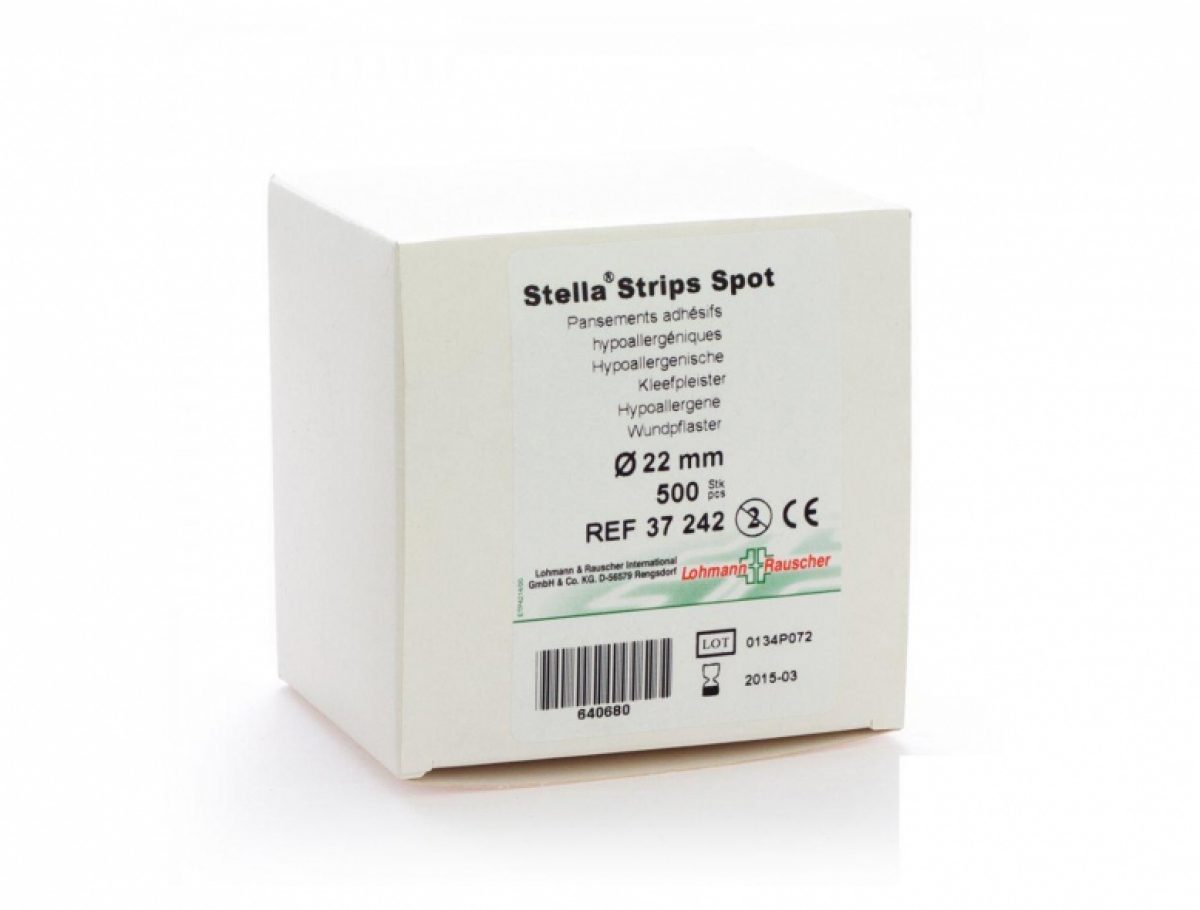 Stella® Strips Spot
Pansements adhésifs
hypoallergéniques
Hypoallergenische
Kleefpleister
Hypoallergene
Wundpflaster
Ø 22 mm
500 Stk pcs
REF 37 242 2 CE
Lohmann & Rauscher International
GmbH & Co. KG. D-56579 Rengsdorf
Lohmann Rauscher
LOT 0134P072
2015-03
640680